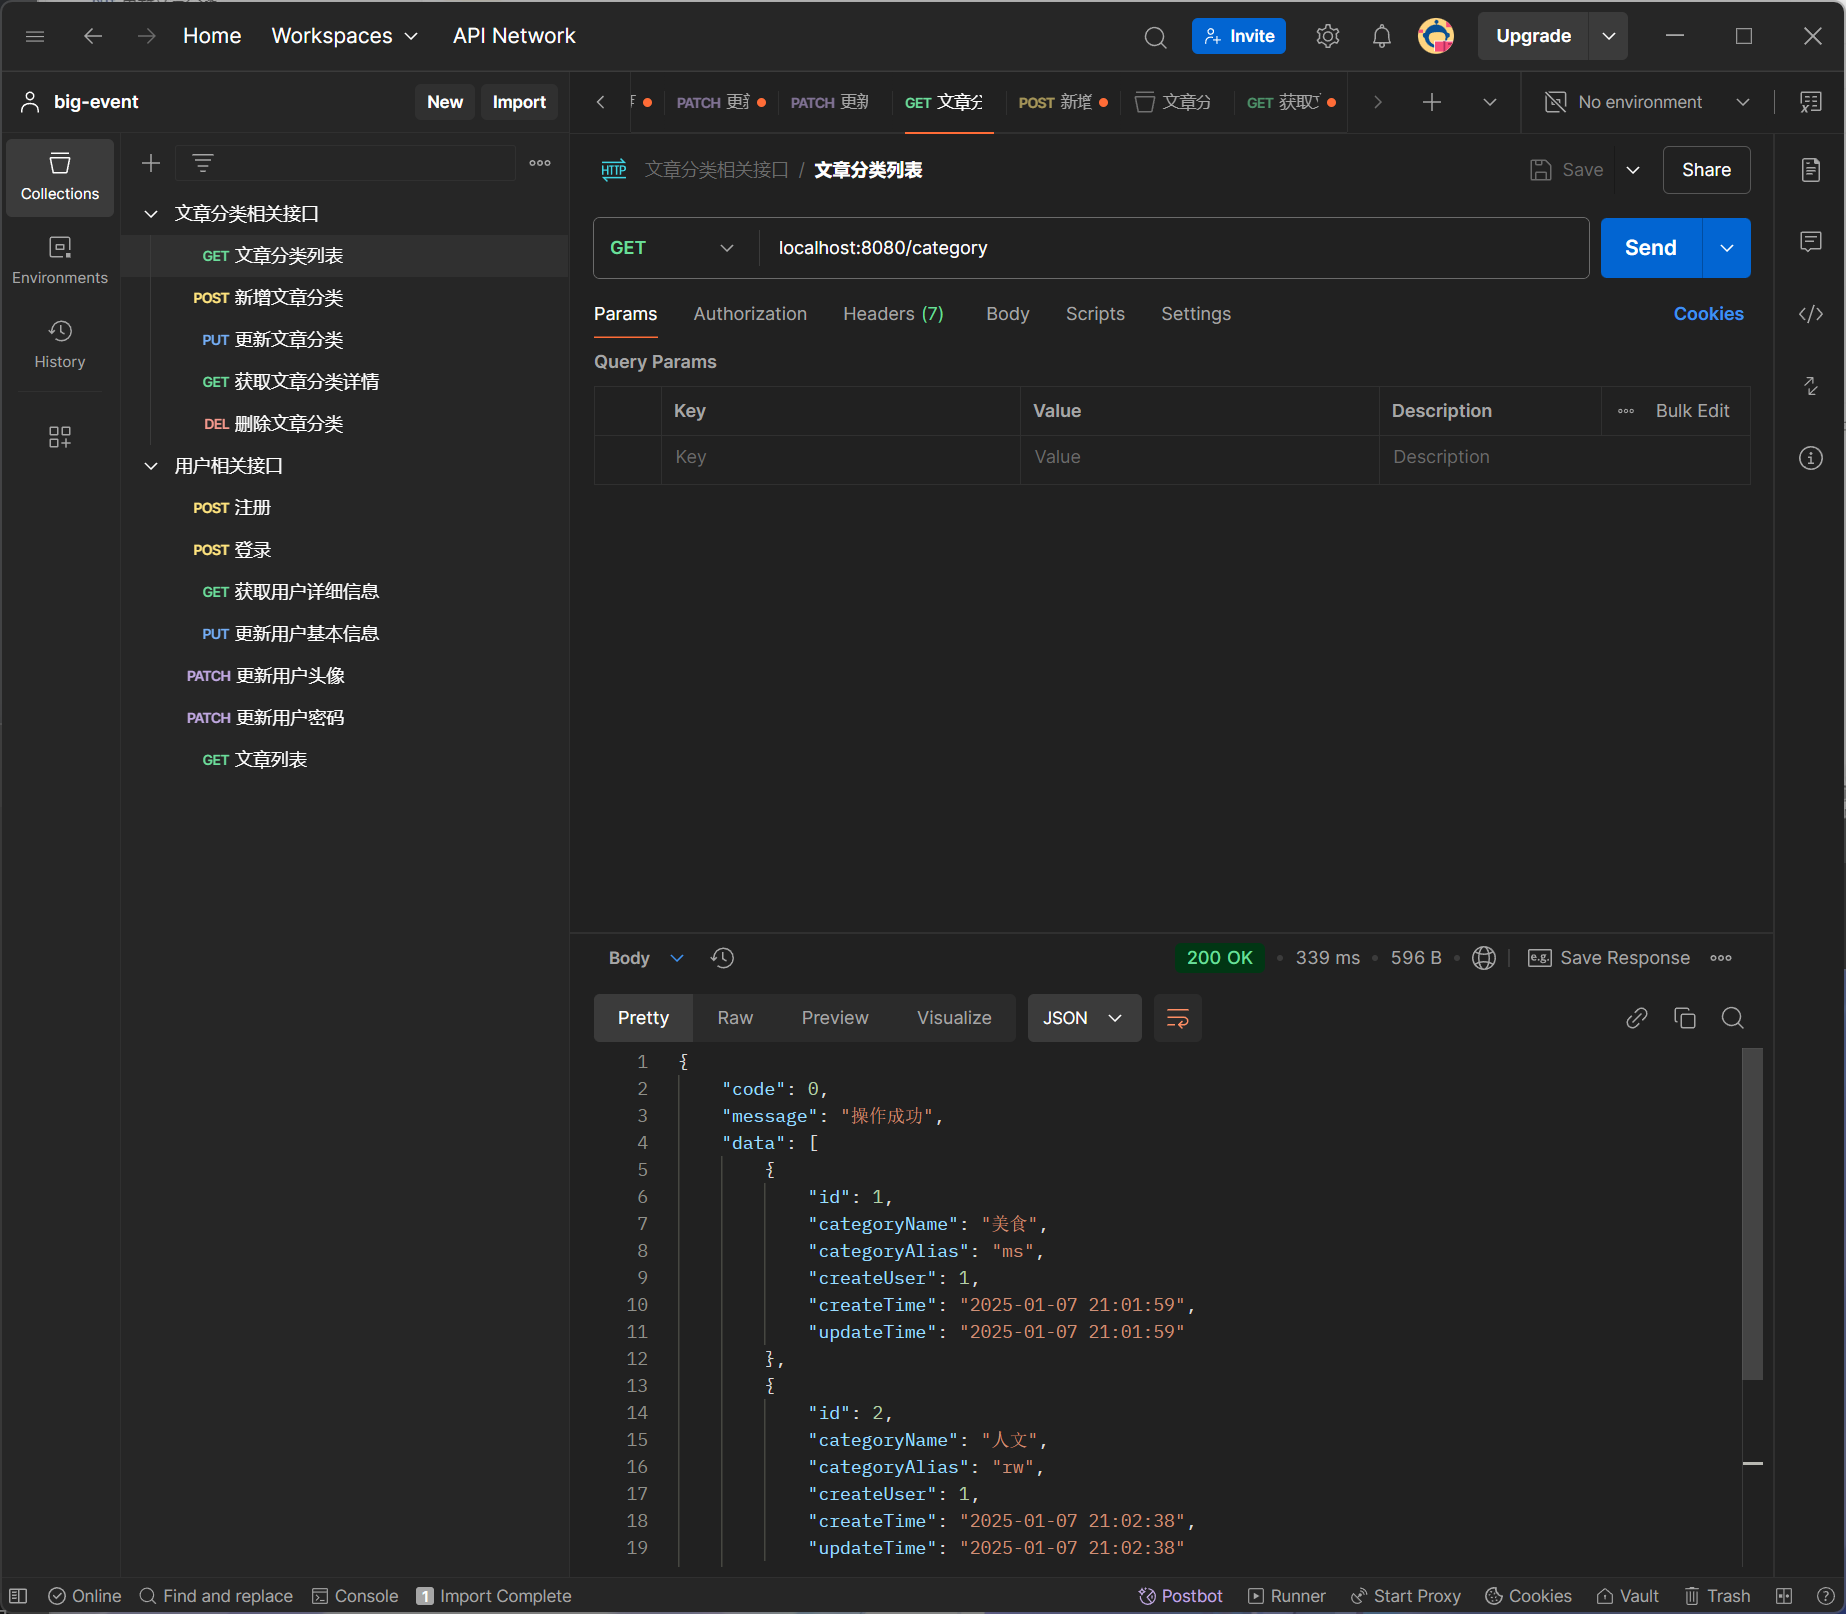 Home Workspaces API Network Invite Upgrade
big-event New Import PATCH 更新 PATCH 更新 GET 文章分 POST 新增 文章分 GET 获取 No environment
Collections
Environments
History
文章分类相关接口
GET 文章分类列表
POST 新增文章分类
PUT 更新文章分类
GET 获取文章分类详情
DEL 删除文章分类
用户相关接口
POST 注册
POST 登录
GET 获取用户详细信息
PUT 更新用户基本信息
PATCH 更新用户头像
PATCH 更新用户密码
GET 文章列表
HTTP 文章分类相关接口 / 文章分类列表 Save Share
GET localhost:8080/category Send
Params Authorization Headers (7) Body Scripts Settings Cookies
Query Params
Key Value Description Bulk Edit
Key Value Description
Body 200 OK 339 ms 596 B e.g. Save Response
Pretty Raw Preview Visualize JSON
1 {
2 "code": 0,
3 "message": "操作成功",
4 "data": [
5 {
6 "id": 1,
7 "categoryName": "美食",
8 "categoryAlias": "ms",
9 "createUser": 1,
10 "createTime": "2025-01-07 21:01:59",
11 "updateTime": "2025-01-07 21:01:59"
12 },
13 {
14 "id": 2,
15 "categoryName": "人文",
16 "categoryAlias": "rw",
17 "createUser": 1,
18 "createTime": "2025-01-07 21:02:38",
19 "updateTime": "2025-01-07 21:02:38"
Online Find and replace Console 1 Import Complete Postbot Runner Start Proxy Cookies Vault Trash